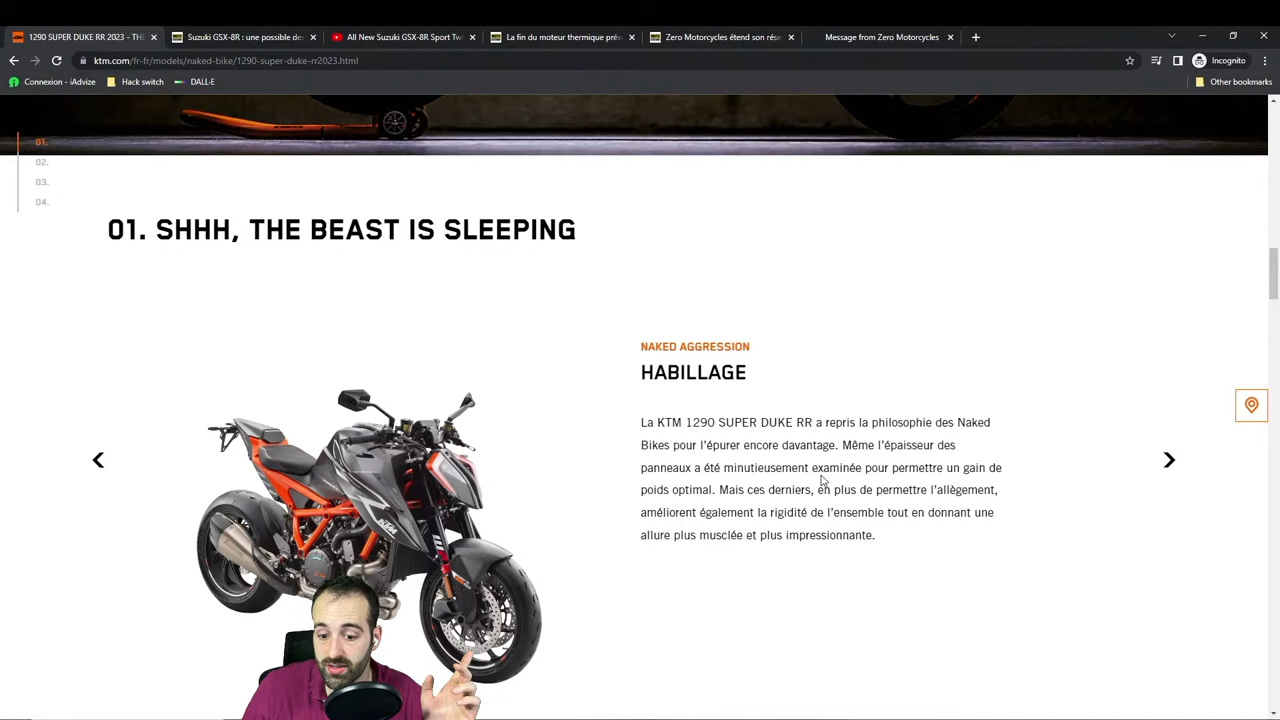 1290 SUPER DUKE RR 2023 - TH
Suzuki GSX-8R : une possible de
All New Suzuki GSX-8R Sport Tw
La fin du moteur thermique prév
Zero Motorcycles étend son rése
Message from Zero Motorcycles
ktm.com/fr-fr/models/naked-bike/1290-super-duke-rr2023.html
Incognito
Connexion - iAdvize
Hack switch
DALL-E
Other bookmarks
01.
02.
03.
04.
01. SHHH, THE BEAST IS SLEEPING
NAKED AGGRESSION
HABILLAGE
La KTM 1290 SUPER DUKE RR a repris la philosophie des Naked
Bikes pour l'épurer encore davantage. Même l'épaisseur des
panneaux a été minutieusement examinée pour permettre un gain de
poids optimal. Mais ces derniers, en plus de permettre l'allègement,
améliorent également la rigidité de l'ensemble tout en donnant une
allure plus musclée et plus impressionnante.
KTM